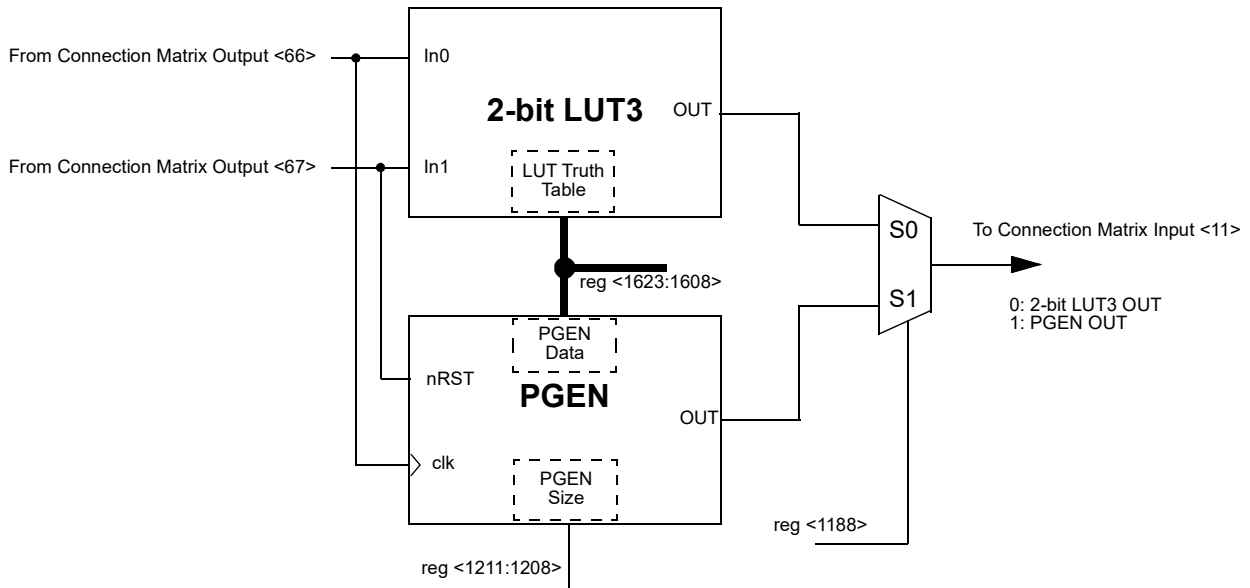 From Connection Matrix Output <66>
In0
2-bit LUT3
OUT
From Connection Matrix Output <67>
In1
LUT Truth
Table
S0
To Connection Matrix Input <11>
reg <1623:1608>
S1
0: 2-bit LUT3 OUT
1: PGEN OUT
PGEN
Data
nRST
PGEN
OUT
clk
PGEN
Size
reg <1188>
reg <1211:1208>